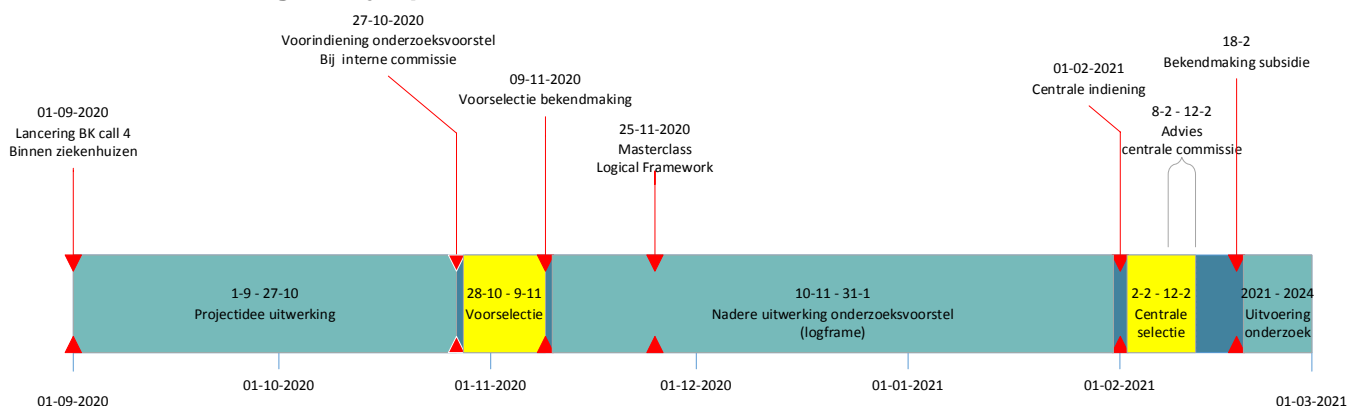 27-10-2020
Voorindiening onderzoeksvoorstel
Bij interne commissie
18-2
Bekendmaking subsidie
01-02-2021
Centrale indiening
09-11-2020
Voorselectie bekendmaking
01-09-2020
Lancering BK call 4
Binnen ziekenhuizen
8-2 - 12-2
Advies
centrale commissie
25-11-2020
Masterclass
Logical Framework
1-9 - 27-10
Projectidee uitwerking
28-10 - 9-11
Voorselectie
10-11 - 31-1
Nadere uitwerking onderzoeksvoorstel
(logframe)
2-2 - 12-2
Centrale
selectie
2021 - 2024
Uitvoering
onderzoek
01-09-2020
01-10-2020
01-11-2020
01-12-2020
01-01-2021
01-02-2021
01-03-2021